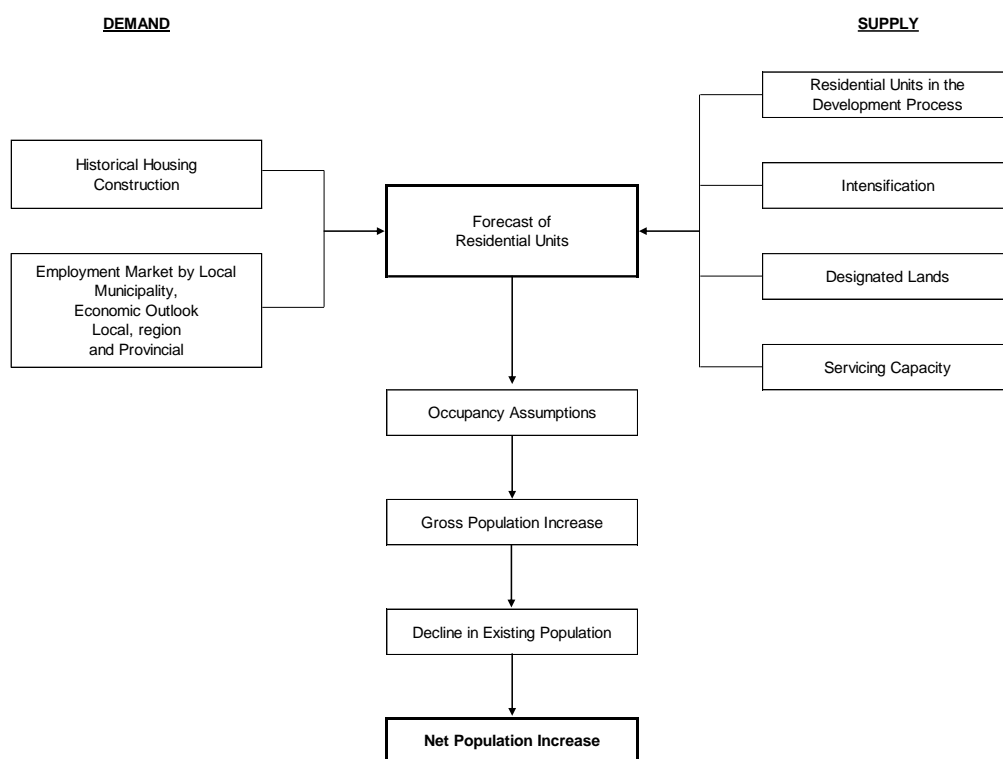 DEMAND
SUPPLY
Residential Units in the
Development Process
Historical Housing
Construction
Intensification
Forecast of
Residential Units
Employment Market by Local
Municipality,
Economic Outlook
Local, region
and Provincial
Designated Lands
Servicing Capacity
Occupancy Assumptions
Gross Population Increase
Decline in Existing Population
Net Population Increase